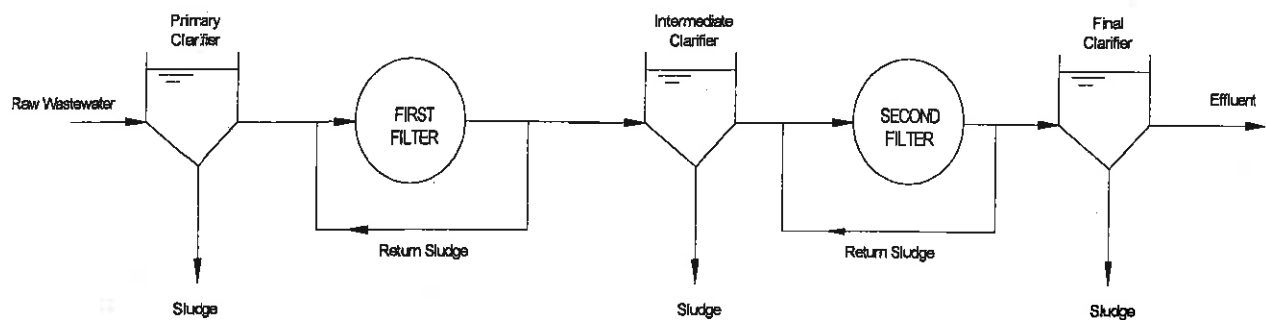 Primary
Clarifier
Intermediate
Clarifier
Final
Clarifier
Raw Wastewater
FIRST
FILTER
SECOND
FILTER
Effluent
Return Sludge
Return Sludge
Sludge
Sludge
Sludge